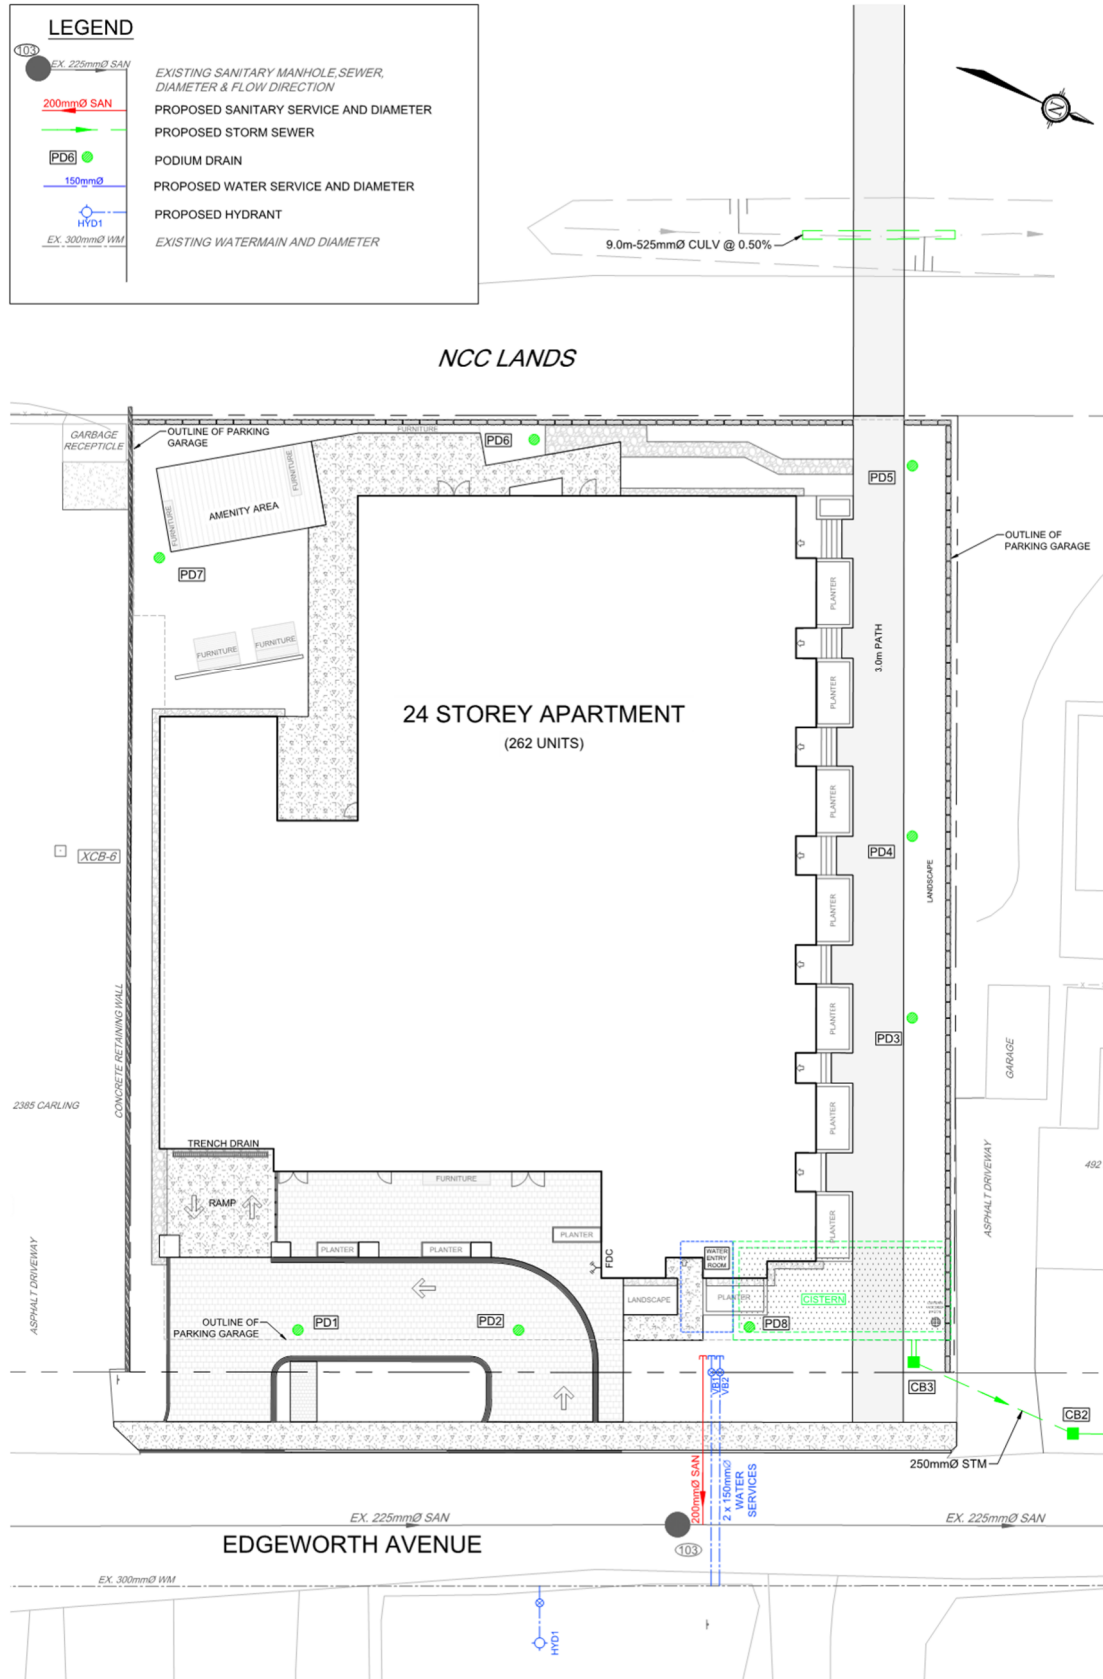 LEGEND
103
EX. 225mmØ SAN
EXISTING SANITARY MANHOLE,SEWER,
DIAMETER & FLOW DIRECTION
200mmØ SAN
PROPOSED SANITARY SERVICE AND DIAMETER
PROPOSED STORM SEWER
PD6
PODIUM DRAIN
150mmØ
PROPOSED WATER SERVICE AND DIAMETER
HYD1
PROPOSED HYDRANT
EX. 300mmØ WM
EXISTING WATERMAIN AND DIAMETER
N
9.0m-525mmØ CULV @ 0.50%
NCC LANDS
GARBAGE
RECEPTICLE
OUTLINE OF PARKING
GARAGE
FURNITURE
PD6
FURNITURE
AMENITY AREA
FURNITURE
PD5
OUTLINE OF
PARKING GARAGE
PD7
PLANTER
FURNITURE
FURNITURE
3.0m PATH
PLANTER
24 STOREY APARTMENT
(262 UNITS)
PLANTER
XCB-6
PD4
LANDSCAPE
PLANTER
CONCRETE RETAINING WALL
PLANTER
PD3
GARAGE
2385 CARLING
PLANTER
TRENCH DRAIN
492
FURNITURE
RAMP
ASPHALT DRIVEWAY
PLANTER
PLANTER
PLANTER
PLANTER
FDC
WATER
ENTRY
ROOM
ASPHALT DRIVEWAY
LANDSCAPE
PLANTER
CISTERN
OUTLINE OF
PARKING GARAGE
PD1
PD2
PD8
VB1
VB2
CB3
CB2
250mmØ STM
200mmØ SAN
2 x 150mmØ
WATER
SERVICES
EX. 225mmØ SAN
EX. 225mmØ SAN
EDGEWORTH AVENUE
103
EX. 300mmØ WM
HYD1